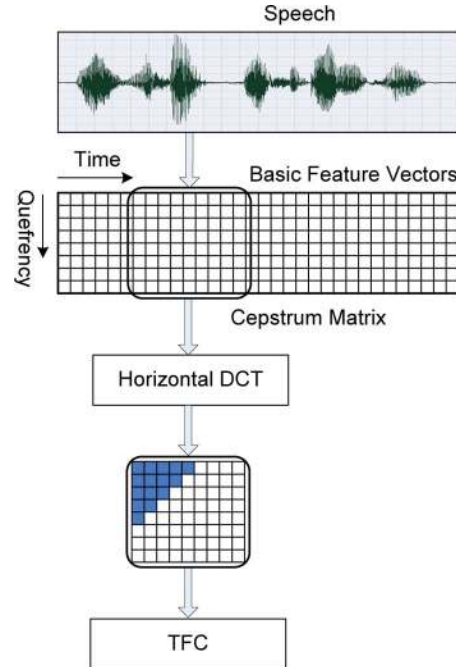 Speech
Time
Basic Feature Vectors
Quefrency
Cepstrum Matrix
Horizontal DCT
TFC